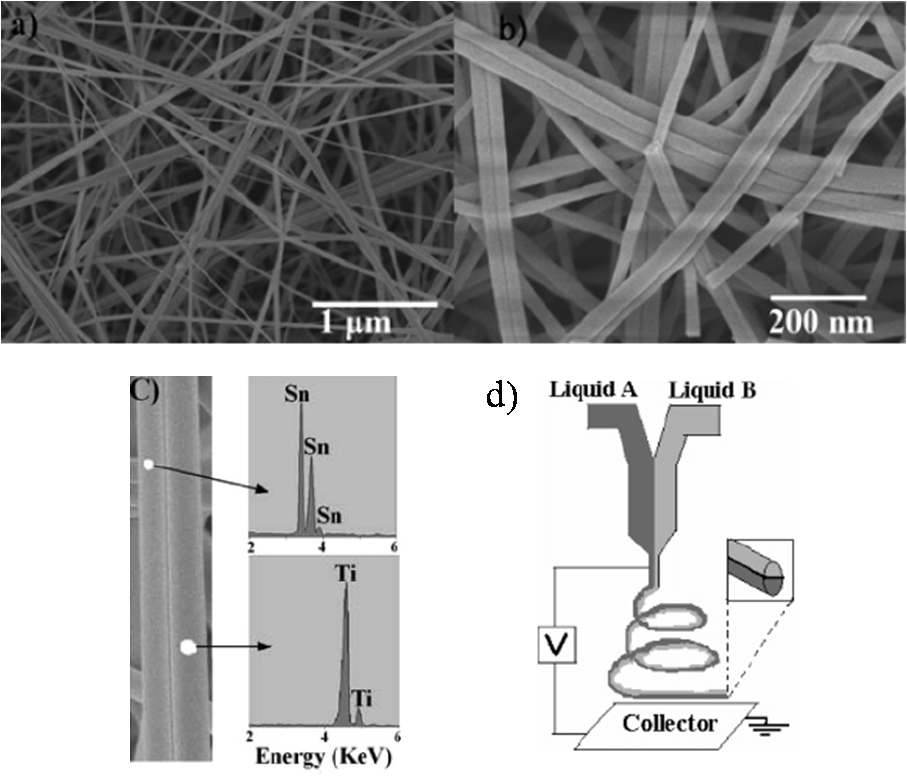 a)
1 µm
b)
200 nm
C)
Sn
Sn
Sn
2 4 6
Ti
Ti
2 4 6
Energy (KeV)
d)
Liquid A Liquid B
V
Collector